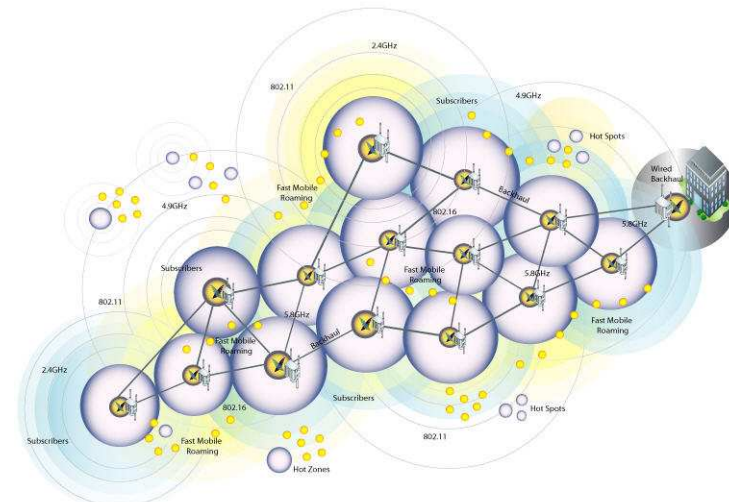 2.4GHz
802.11
Subscribers
4.9GHz
Hot Spots
Wired
Backhaul
Fast Mobile
Roaming
Backhaul
4.9GHz
802.16
5.8GHz
Subscribers
Fast Mobile
Roaming
5.8GHz
802.11
5.8GHz
Fast Mobile
Roaming
Backhaul
Fast Mobile
Roaming
2.4GHz
Subscribers
802.16
Hot Spots
Subscribers
Fast Mobile
Roaming
802.11
Hot Zones